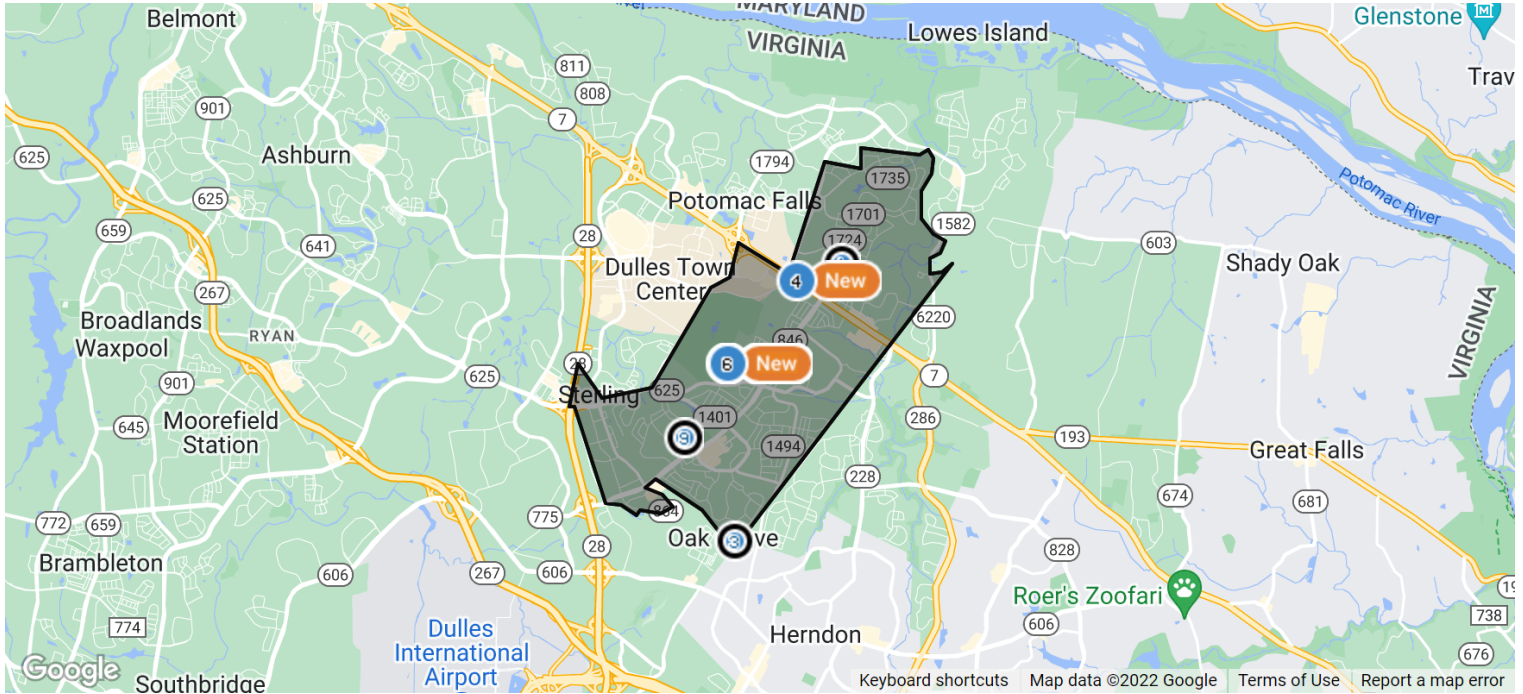 Belmont
MARYLAND
VIRGINIA
Lowes Island
Glenstone
Trav
811
808
7
901
625
Ashburn
1794
1735
Potomac Falls
1701
1582
625
659
641
28
1724
603
Potomac River
Dulles Town
Center
4
New
Shady Oak
267
6220
VIRGINIA
Broadlands
Waxpool
RYAN
846
6
New
28
625
7
901
Sterling
625
1401
286
645
Moorefield
Station
9
1494
193
Great Falls
228
674
681
772
659
775
864
Oak
ve
3
28
828
Brambleton
606
267
606
Roer's Zoofari
606
738
774
Dulles
International
Airport
Herndon
676
Google
Southbridge
Keyboard shortcuts
Map data ©2022 Google
Terms of Use
Report a map error